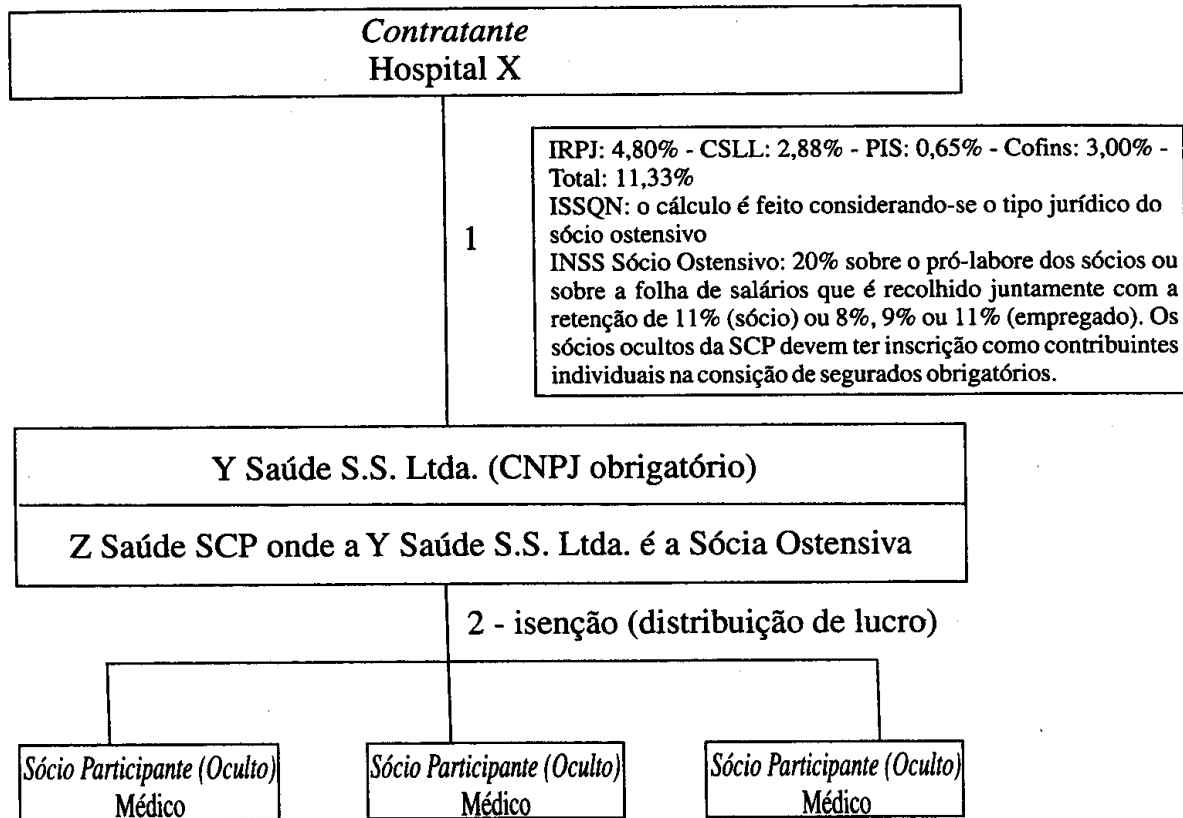 Contratante
Hospital X
IRPJ: 4,80% - CSLL: 2,88% - PIS: 0,65% - Cofins: 3,00% -
Total: 11,33%
ISSQN: o cálculo é feito considerando-se o tipo jurídico do
sócio ostensivo
INSS Sócio Ostensivo: 20% sobre o pró-labore dos sócios ou
sobre a folha de salários que é recolhido juntamente com a
retenção de 11% (sócio) ou 8%, 9% ou 11% (empregado). Os
sócios ocultos da SCP devem ter inscrição como contribuintes
individuais na consição de segurados obrigatórios.
1
Y Saúde S.S. Ltda. (CNPJ obrigatório)
Z Saúde SCP onde a Y Saúde S.S. Ltda. é a Sócia Ostensiva
2 - isenção (distribuição de lucro)
Sócio Participante (Oculto)
Médico
Sócio Participante (Oculto)
Médico
Sócio Participante (Oculto)
Médico